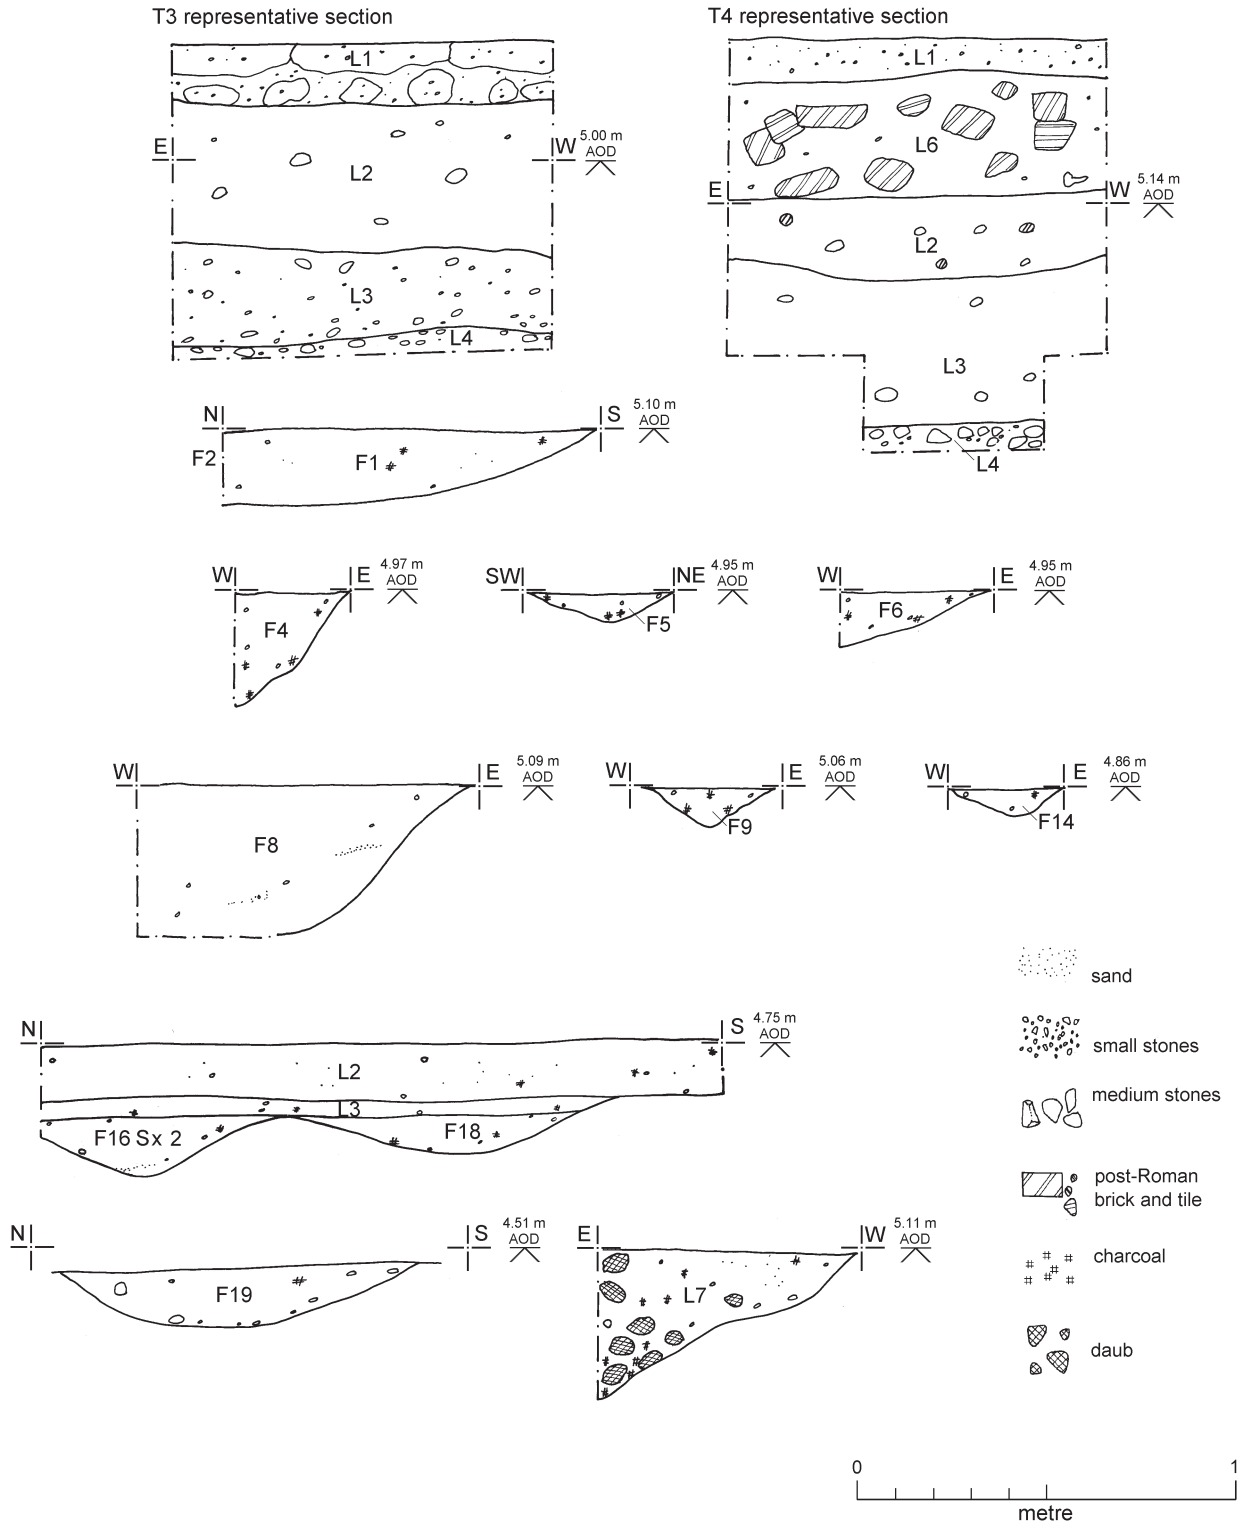 T3 representative section
T4 representative section
L1
L2
L3
L4
E
W
5.00 m
AOD
L1
L6
L2
L3
L4
E
W
5.14 m
AOD
N
S
5.10 m
AOD
F2
F1
W
E
4.97 m
AOD
F4
SW
NE
4.95 m
AOD
F5
W
E
4.95 m
AOD
F6
W
E
5.09 m
AOD
F8
W
E
5.06 m
AOD
F9
W
E
4.86 m
AOD
F14
N
S
4.75 m
AOD
L2
L3
F16 Sx 2
F18
N
S
4.51 m
AOD
F19
E
W
5.11 m
AOD
L7
sand
small stones
medium stones
post-Roman
brick and tile
charcoal
daub
0
1
metre